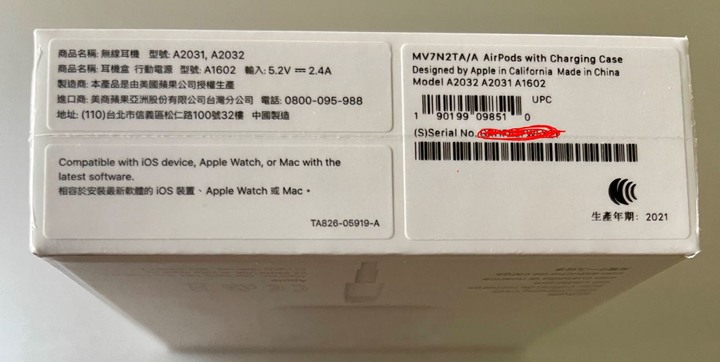 商品名稱: 無線耳機 型號: A2031, A2032
商品名稱: 耳機盒 行動電源 型號: A1602 輸入: 5.2V ⎓ 2.4A
製造商: 本產品是由美國蘋果公司授權生產
進口商: 美商蘋果亞洲股份有限公司台灣分公司 電話: 0800-095-988
地址: (110)台北市信義區松仁路100號32樓 中國製造
Compatible with iOS device, Apple Watch, or Mac with the
latest software.
相容於安裝最新軟體的 iOS 裝置、Apple Watch 或 Mac。
TA826-05919-A
MV7N2TA/A AirPods with Charging Case
Designed by Apple in California Made in China
Model A2032 A2031 A1602
UPC
1 90199 09851 0
(S)Serial No.
生產年期: 2021